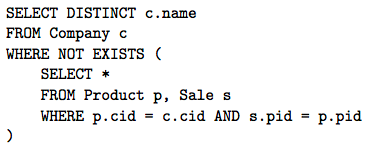 SELECT DISTINCT c.name
FROM Company c
WHERE NOT EXISTS (
    SELECT *
    FROM Product p, Sale s
    WHERE p.cid = c.cid AND s.pid = p.pid
)